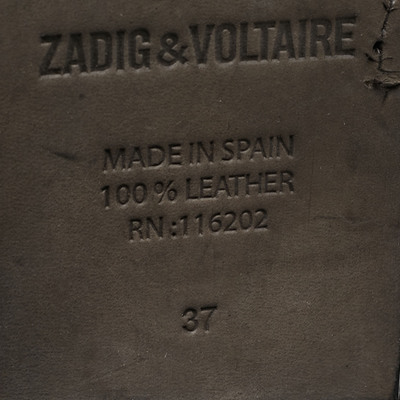 ZADIG & VOLTAIRE
MADE IN SPAIN
100 % LEATHER
RN :116202
37